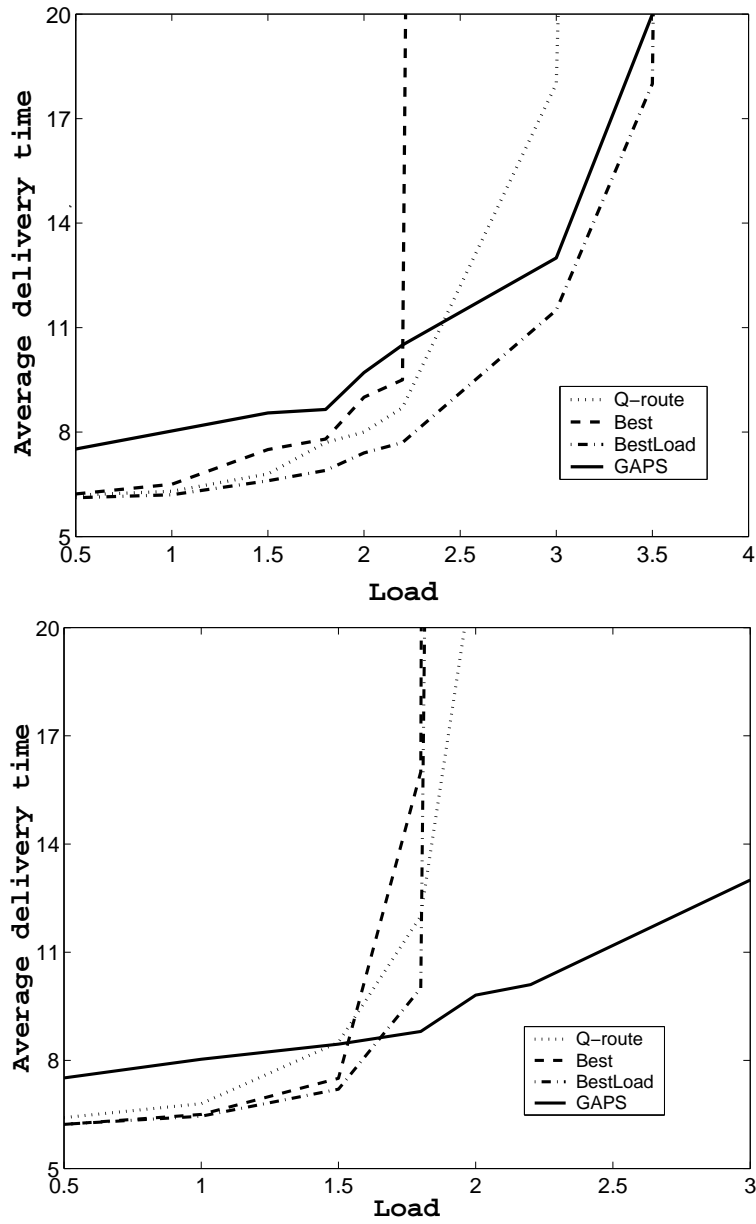 20
17
14
11
8
5
Average delivery time
0.5 1 1.5 2 2.5 3 3.5 4
Load
Q-route
Best
BestLoad
GAPS
20
17
14
11
8
5
Average delivery time
0.5 1 1.5 2 2.5 3
Load
Q-route
Best
BestLoad
GAPS